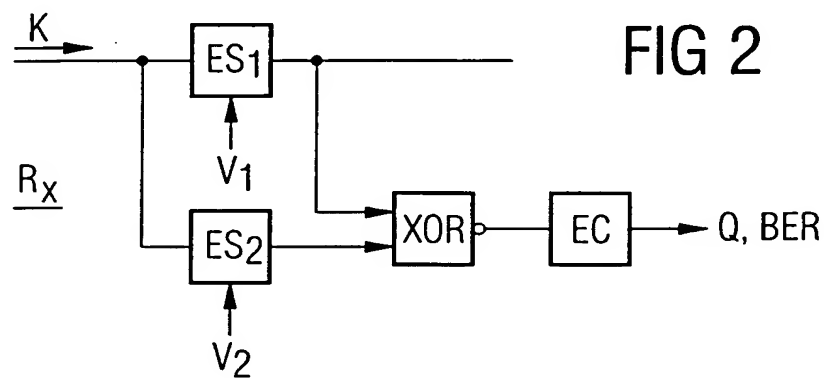 K
ES1
FIG 2
V1
RX
ES2
XOR
EC
Q, BER
V2